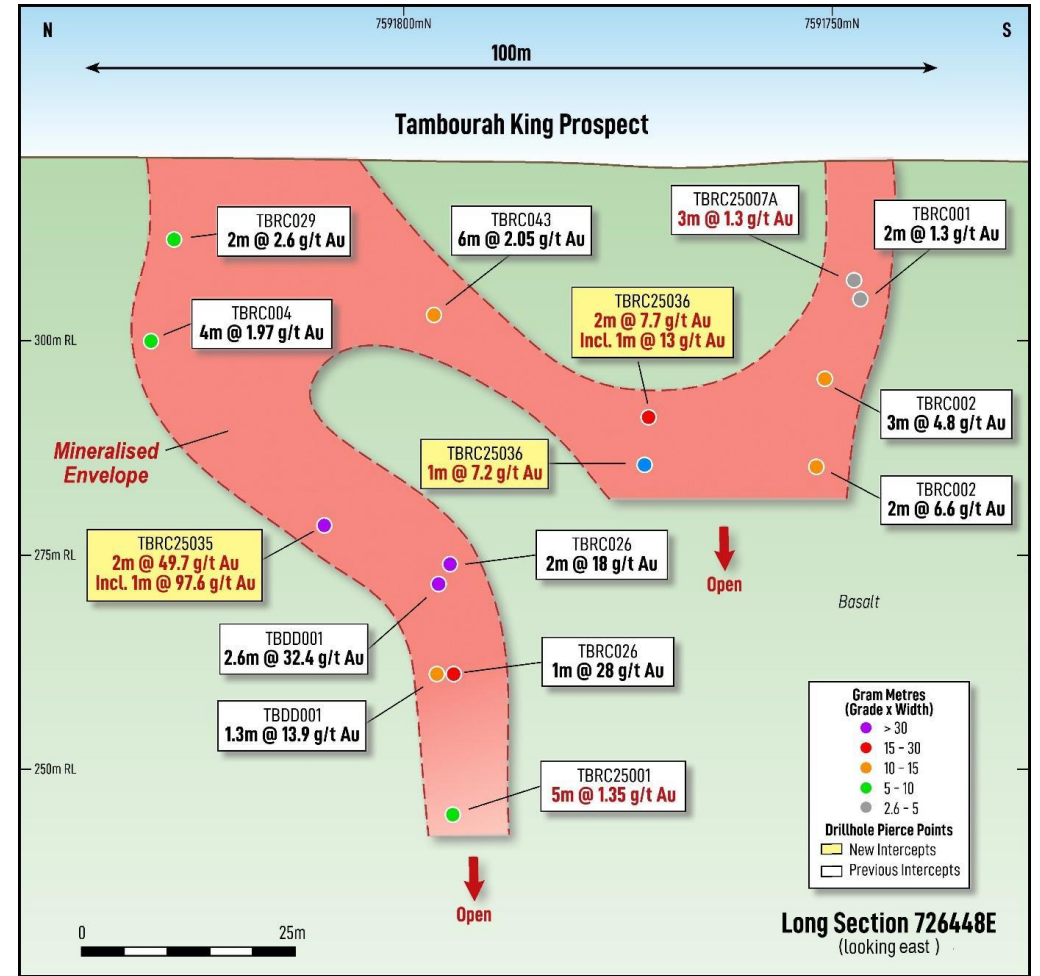 N
7591800mN
7591750mN
S
100m
Tambourah King Prospect
TBRC029
2m @ 2.6 g/t Au
TBRC043
6m @ 2.05 g/t Au
TBRC25007A
3m @ 1.3 g/t Au
TBRC001
2m @ 1.3 g/t Au
TBRC004
4m @ 1.97 g/t Au
TBRC25036
2m @ 7.7 g/t Au
Incl. 1m @ 13 g/t Au
300m RL
TBRC002
3m @ 4.8 g/t Au
Mineralised
Envelope
TBRC25036
1m @ 7.2 g/t Au
TBRC002
2m @ 6.6 g/t Au
TBRC25035
2m @ 49.7 g/t Au
Incl. 1m @ 97.6 g/t Au
275m RL
TBRC026
2m @ 18 g/t Au
Open
Basalt
TBDD001
2.6m @ 32.4 g/t Au
TBRC026
1m @ 28 g/t Au
TBDD001
1.3m @ 13.9 g/t Au
250m RL
TBRC25001
5m @ 1.35 g/t Au
Gram Metres
(Grade x Width)
> 30
15 - 30
10 - 15
5 - 10
2.6 - 5
Drillhole Pierce Points
New Intercepts
Previous Intercepts
Open
0
25m
Long Section 726448E
(looking east )